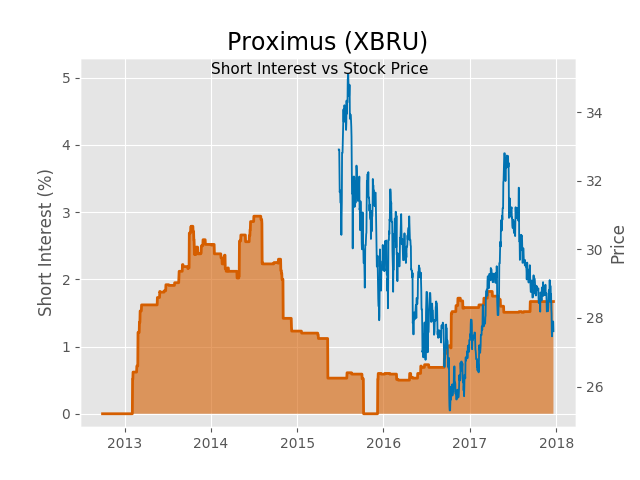 Proximus (XBRU)
Short Interest vs Stock Price
Short Interest (%)
5
4
3
2
1
0
34
32
30
28
26
Price
2013 2014 2015 2016 2017 2018